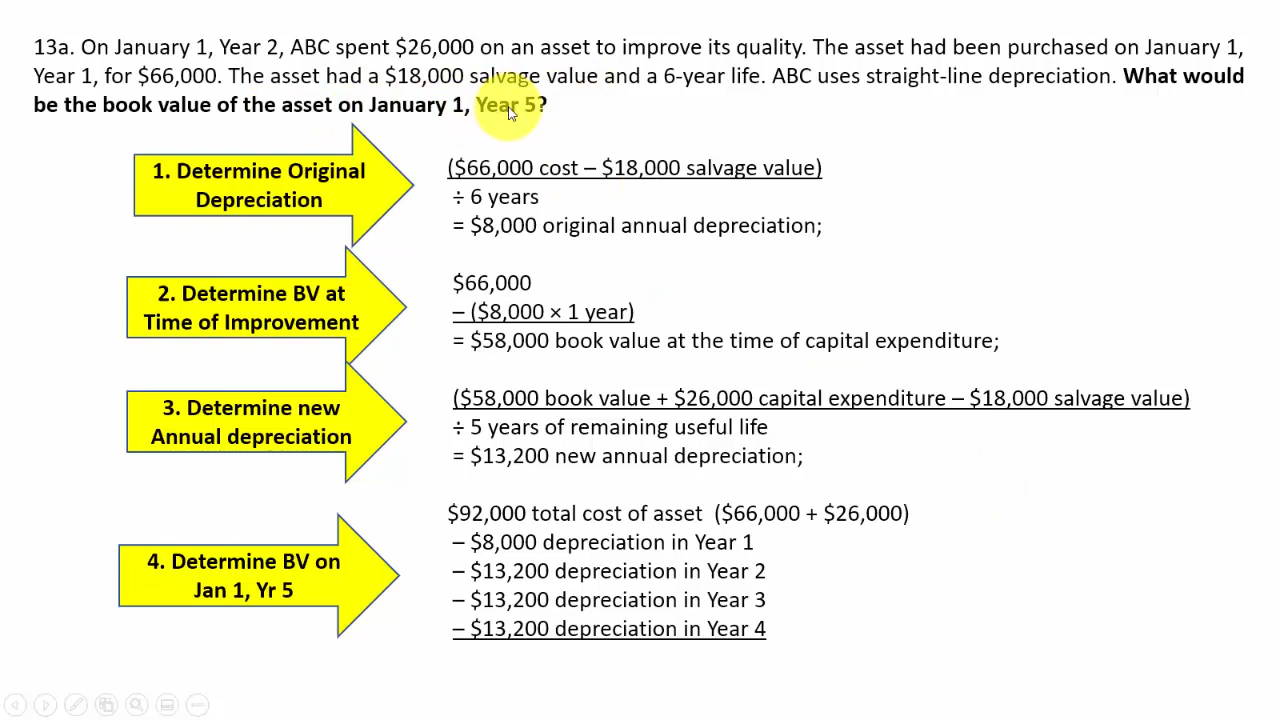 13a. On January 1, Year 2, ABC spent $26,000 on an asset to improve its quality. The asset had been purchased on January 1,
Year 1, for $66,000. The asset had a $18,000 salvage value and a 6-year life. ABC uses straight-line depreciation. What would
be the book value of the asset on January 1, Year 5?
1. Determine Original
Depreciation
($66,000 cost – $18,000 salvage value)
÷ 6 years
= $8,000 original annual depreciation;
2. Determine BV at
Time of Improvement
$66,000
– ($8,000 × 1 year)
= $58,000 book value at the time of capital expenditure;
3. Determine new
Annual depreciation
($58,000 book value + $26,000 capital expenditure – $18,000 salvage value)
÷ 5 years of remaining useful life
= $13,200 new annual depreciation;
4. Determine BV on
Jan 1, Yr 5
$92,000 total cost of asset ($66,000 + $26,000)
– $8,000 depreciation in Year 1
– $13,200 depreciation in Year 2
– $13,200 depreciation in Year 3
– $13,200 depreciation in Year 4